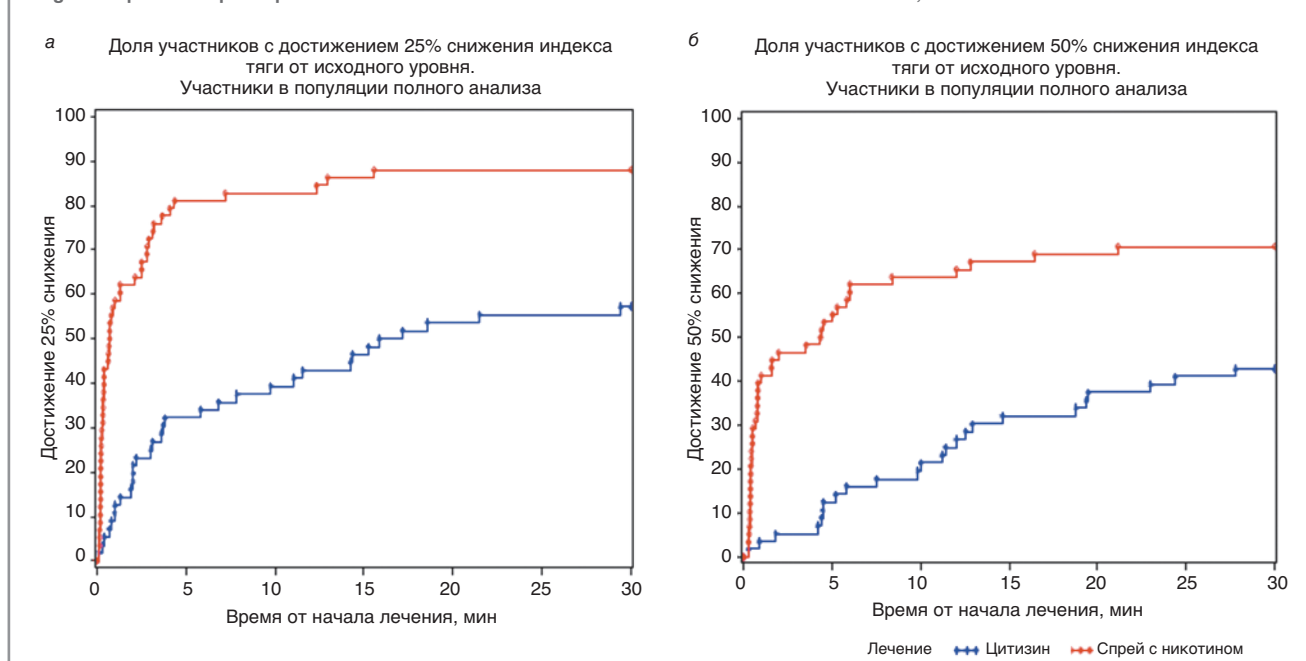 а
Доля участников с достижением 25% снижения индекса
тяги от исходного уровня.
Участники в популяции полного анализа
Достижение 25% снижения
100
90
80
70
60
50
40
30
20
10
0
0 5 10 15 20 25 30
Время от начала лечения, мин
б
Доля участников с достижением 50% снижения индекса
тяги от исходного уровня.
Участники в популяции полного анализа
Достижение 50% снижения
100
90
80
70
60
50
40
30
20
10
0
0 5 10 15 20 25 30
Время от начала лечения, мин
Лечение Цитизин Спрей с никотином